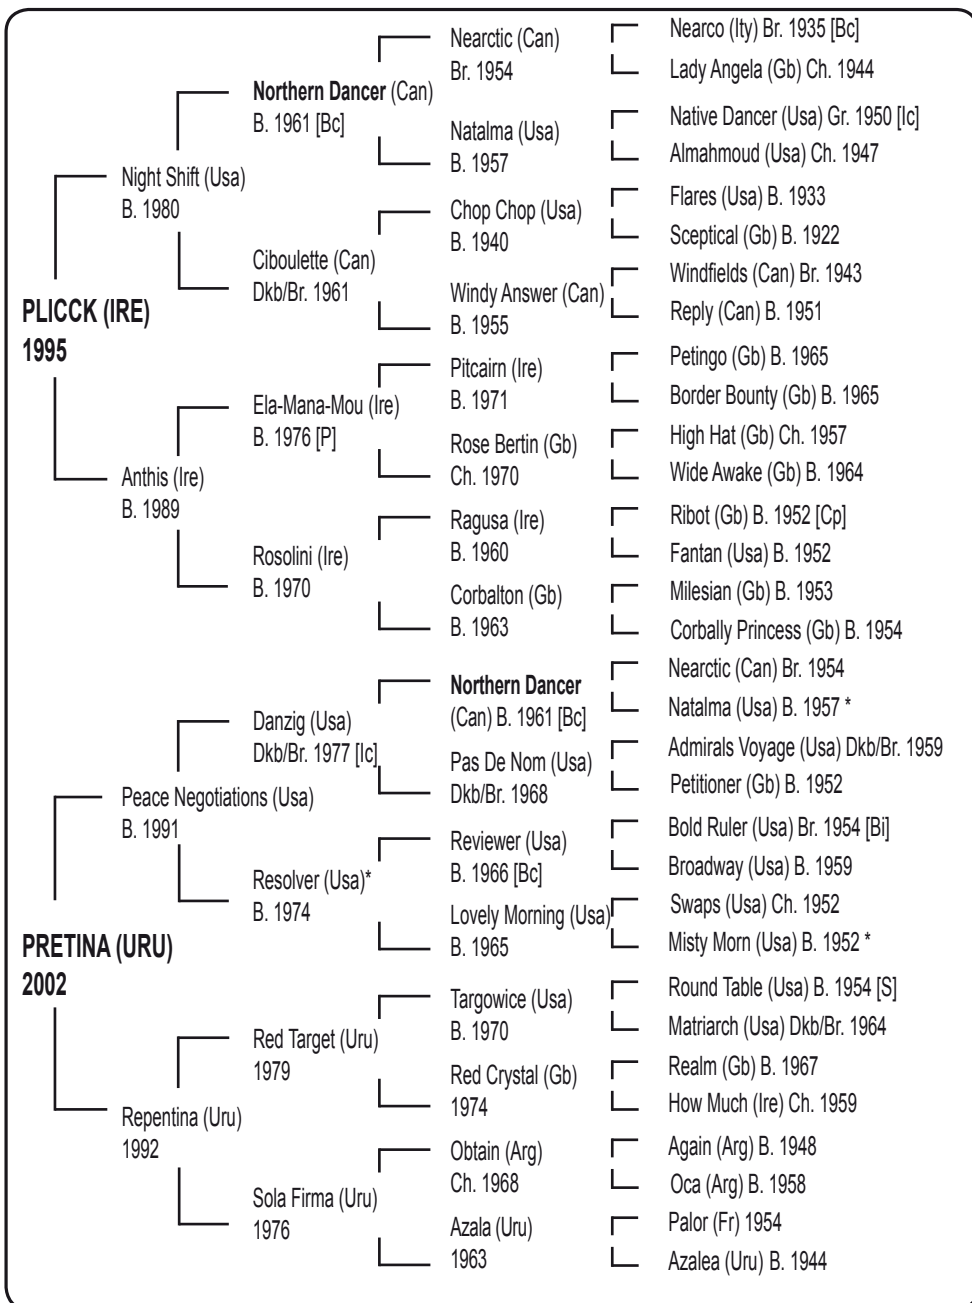 Nearco (Ity) Br. 1935 [Bc]
Nearctic (Can)
Br. 1954
Lady Angela (Gb) Ch. 1944
Northern Dancer (Can)
B. 1961 [Bc]
Native Dancer (Usa) Gr. 1950 [Ic]
Natalma (Usa)
B. 1957
Almahmoud (Usa) Ch. 1947
Night Shift (Usa)
B. 1980
Flares (Usa) B. 1933
Chop Chop (Usa)
B. 1940
Sceptical (Gb) B. 1922
Ciboulette (Can)
Dkb/Br. 1961
Windfields (Can) Br. 1943
Windy Answer (Can)
B. 1955
Reply (Can) B. 1951
PLICCK (IRE)
1995
Petingo (Gb) B. 1965
Pitcairn (Ire)
B. 1971
Border Bounty (Gb) B. 1965
Ela-Mana-Mou (Ire)
B. 1976 [P]
High Hat (Gb) Ch. 1957
Rose Bertin (Gb)
Ch. 1970
Wide Awake (Gb) B. 1964
Anthis (Ire)
B. 1989
Ribot (Gb) B. 1952 [Cp]
Ragusa (Ire)
B. 1960
Fantan (Usa) B. 1952
Rosolini (Ire)
B. 1970
Milesian (Gb) B. 1953
Corbalton (Gb)
B. 1963
Corbally Princess (Gb) B. 1954
Nearctic (Can) Br. 1954
Northern Dancer
(Can) B. 1961 [Bc]
Natalma (Usa) B. 1957 *
Danzig (Usa)
Dkb/Br. 1977 [Ic]
Admirals Voyage (Usa) Dkb/Br. 1959
Pas De Nom (Usa)
Dkb/Br. 1968
Petitioner (Gb) B. 1952
Peace Negotiations (Usa)
B. 1991
Bold Ruler (Usa) Br. 1954 [Bi]
Reviewer (Usa)
B. 1966 [Bc]
Broadway (Usa) B. 1959
Resolver (Usa)*
B. 1974
Swaps (Usa) Ch. 1952
Lovely Morning (Usa)
B. 1965
Misty Morn (Usa) B. 1952 *
PRETINA (URU)
2002
Round Table (Usa) B. 1954 [S]
Targowice (Usa)
B. 1970
Matriarch (Usa) Dkb/Br. 1964
Red Target (Uru)
1979
Realm (Gb) B. 1967
Red Crystal (Gb)
1974
How Much (Ire) Ch. 1959
Repentina (Uru)
1992
Again (Arg) B. 1948
Obtain (Arg)
Ch. 1968
Oca (Arg) B. 1958
Sola Firma (Uru)
1976
Palor (Fr) 1954
Azala (Uru)
1963
Azalea (Uru) B. 1944